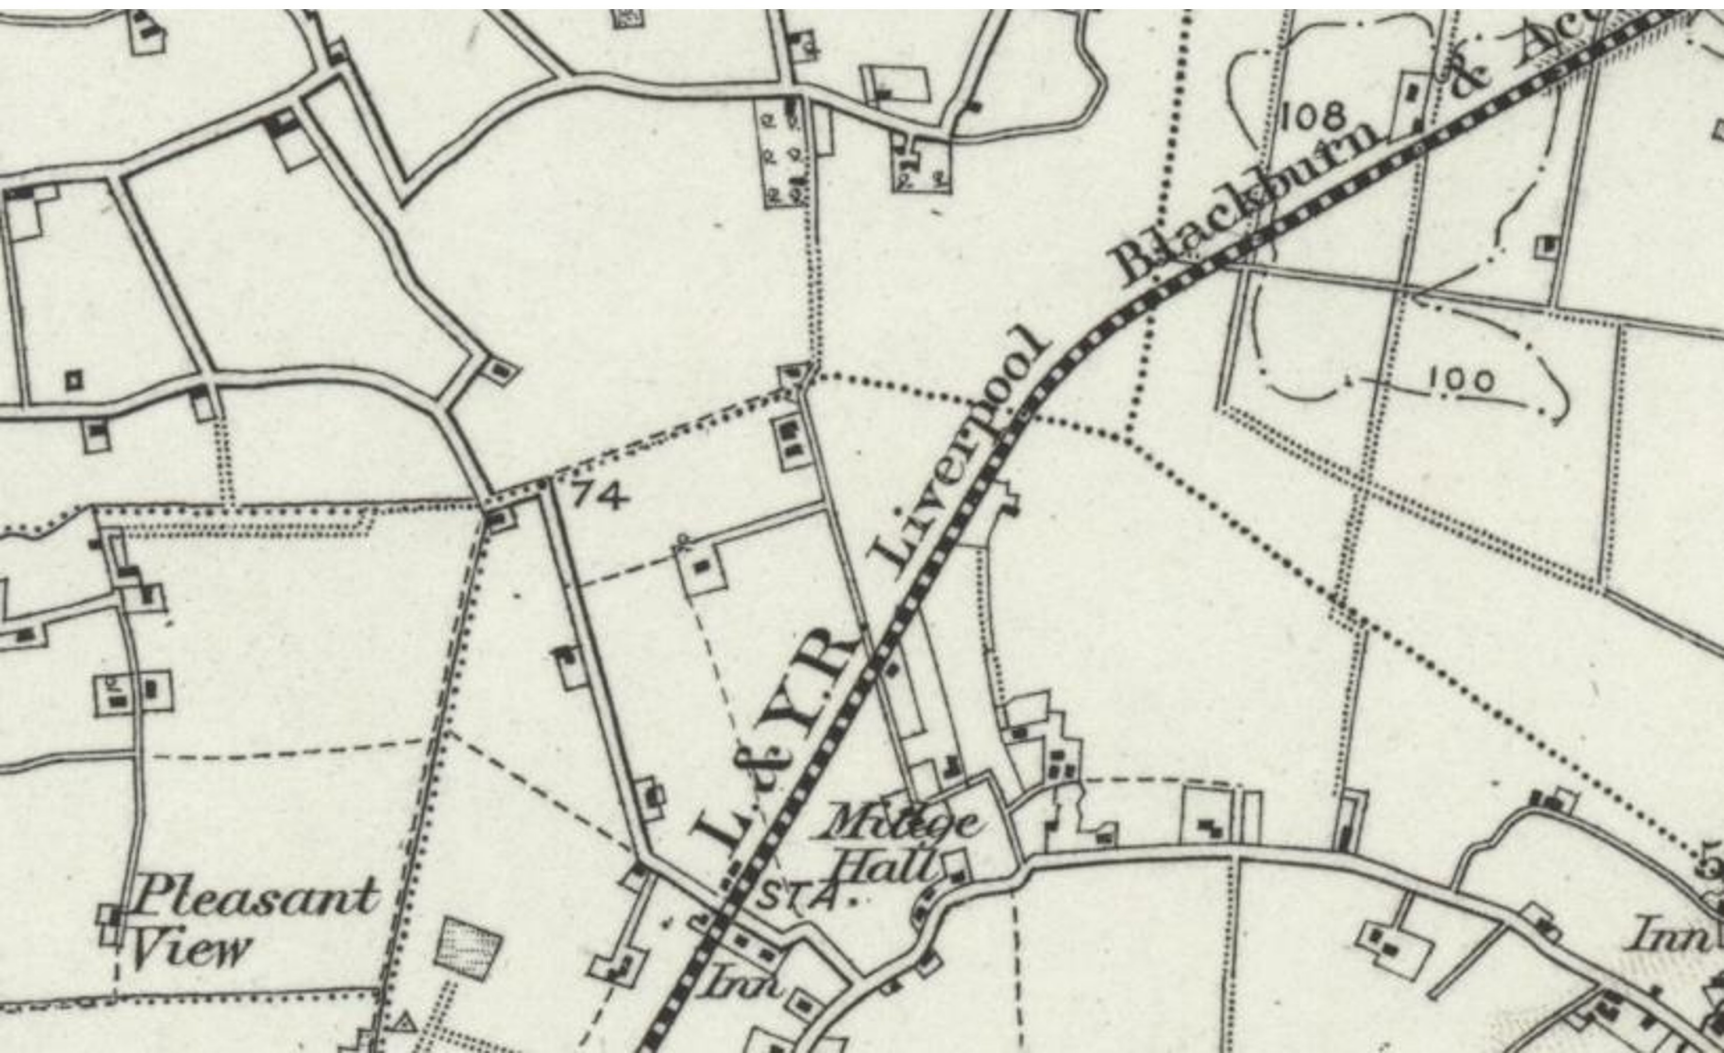 108
& Acc
Blackburn
100
Liverpool
74
L & Y.R
Midge
Hall
STA.
Pleasant
View
Inn
Inn